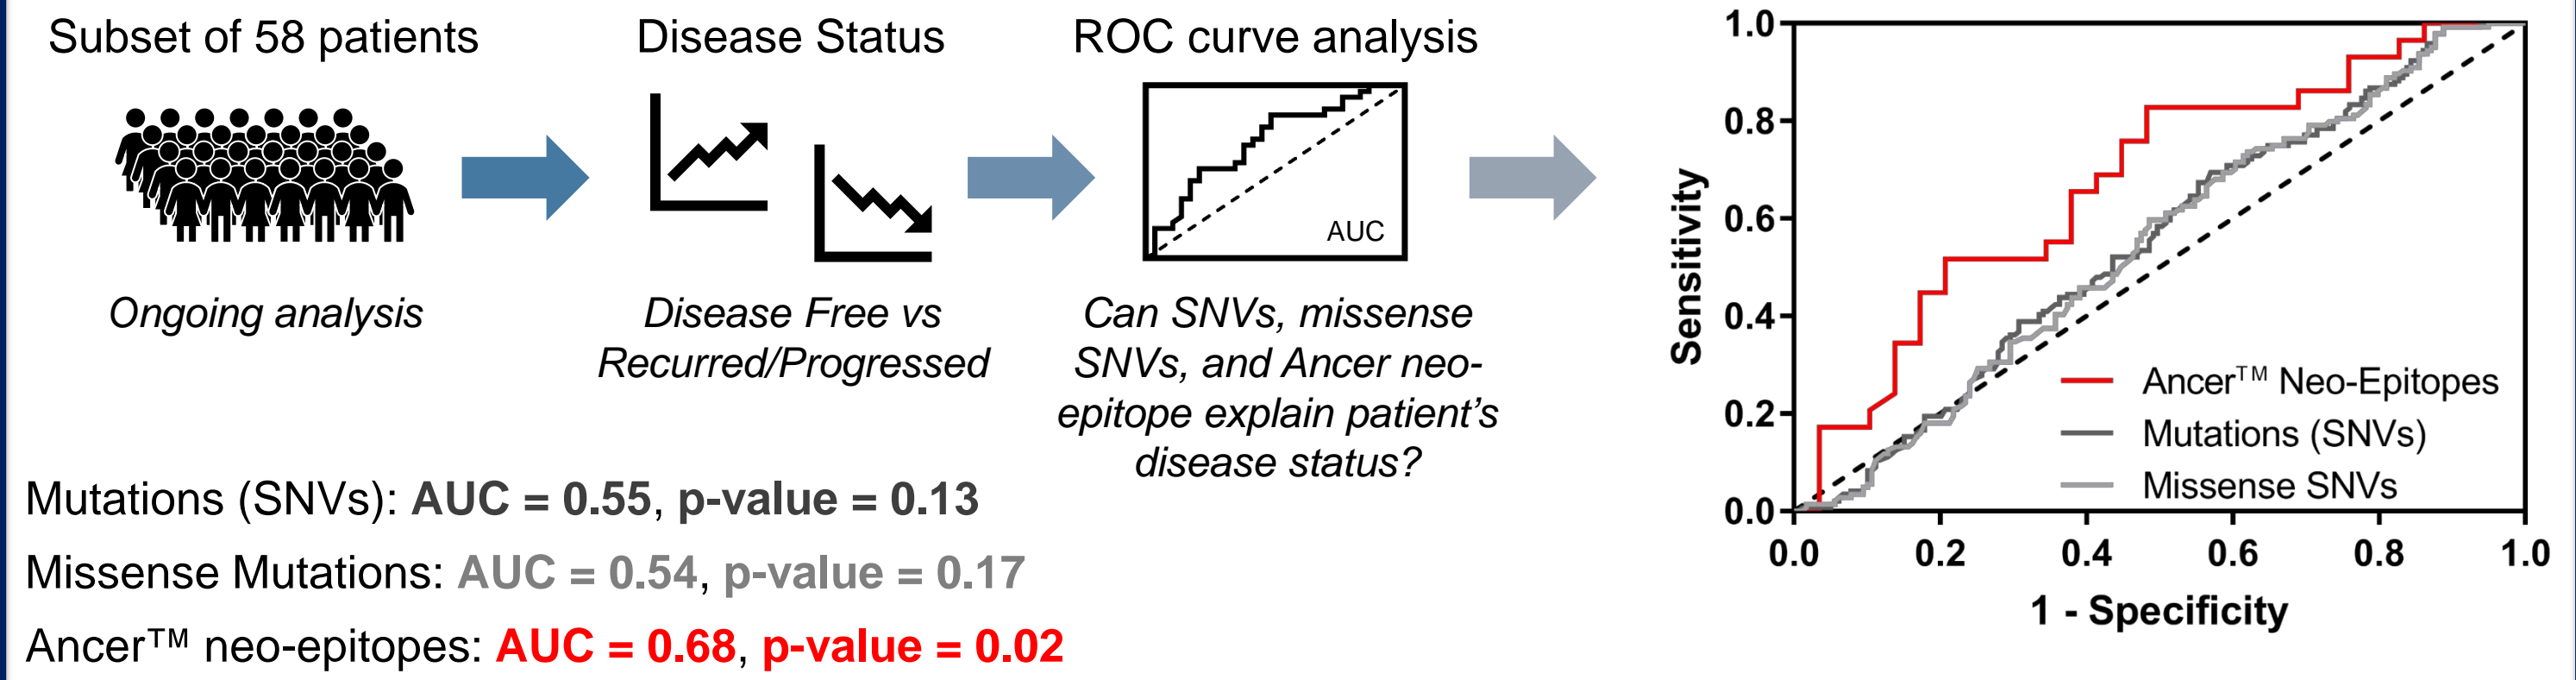 Subset of 58 patients
Ongoing analysis
Disease Status
Disease Free vs
Recurred/Progressed
ROC curve analysis
AUC
Can SNVs, missense
SNVs, and Ancer neo-
epitope explain patient’s
disease status?
Mutations (SNVs): AUC = 0.55, p-value = 0.13
Missense Mutations: AUC = 0.54, p-value = 0.17
Ancer™ neo-epitopes: AUC = 0.68, p-value = 0.02
Sensitivity
1.0
0.8
0.6
0.4
0.2
0.0
Ancer™ Neo-Epitopes
Mutations (SNVs)
Missense SNVs
0.0 0.2 0.4 0.6 0.8 1.0
1 - Specificity